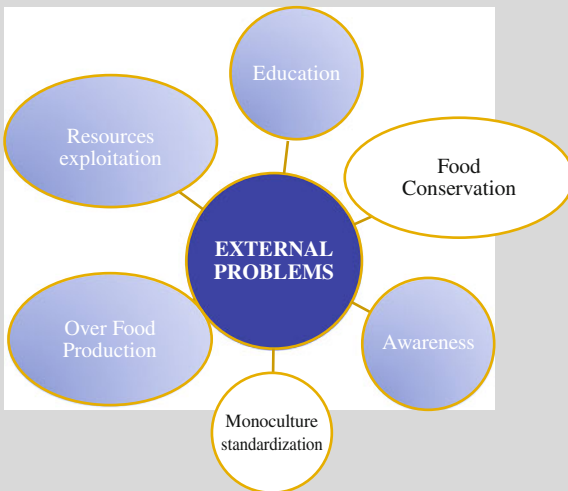 Education
Resources
exploitation
Food
Conservation
EXTERNAL
PROBLEMS
Over Food
Production
Awareness
Monoculture
standardization